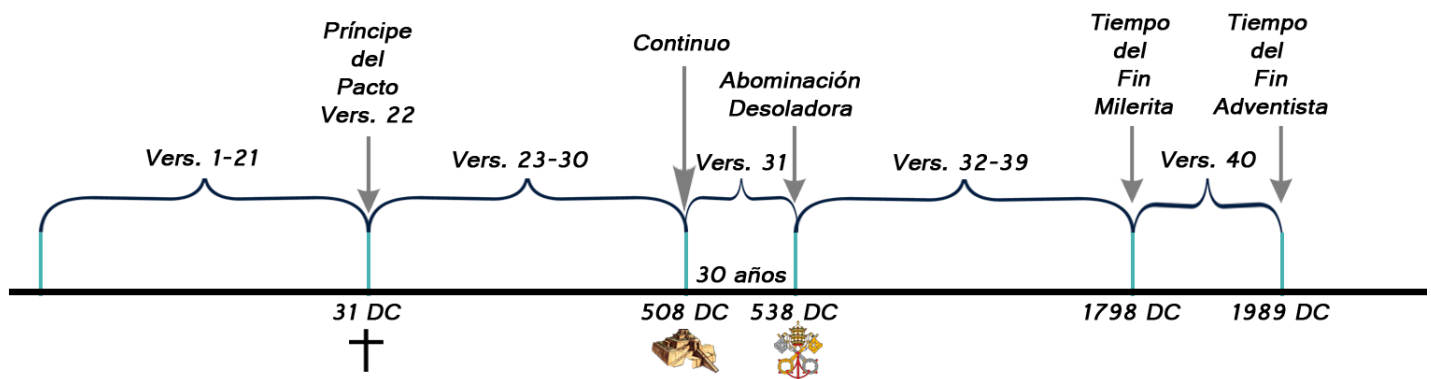 Príncipe
del
Pacto
Vers. 22
Continuo
Abominación
Desoladora
Tiempo
del
Fin
Milerita
Tiempo
del
Fin
Adventista
Vers. 1-21
Vers. 23-30
Vers. 31
Vers. 32-39
Vers. 40
30 años
31 DC
508 DC
538 DC
1798 DC
1989 DC